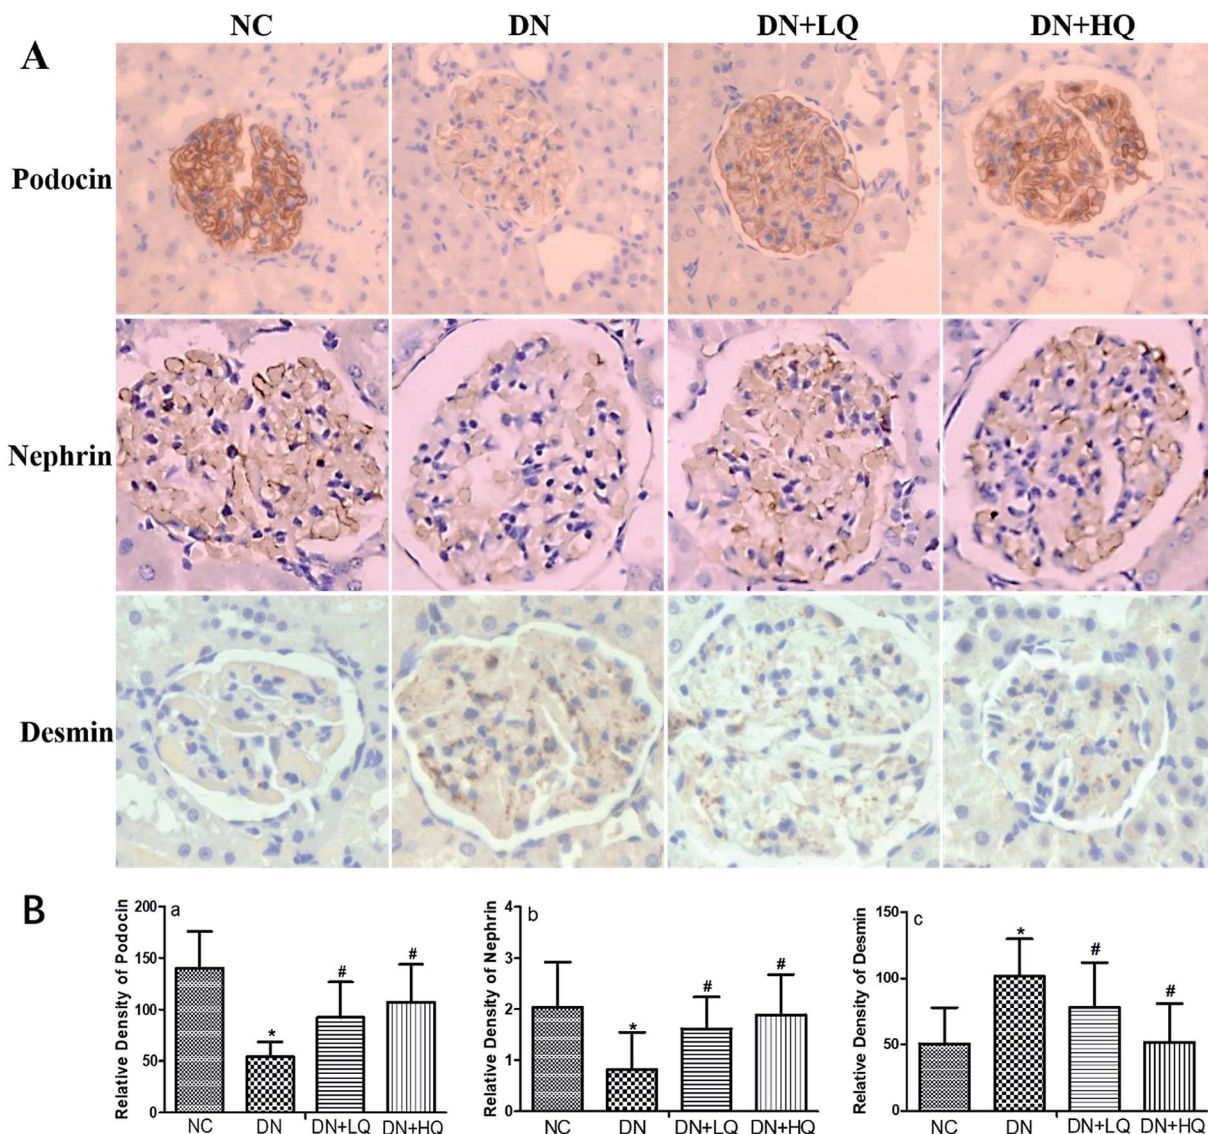 NC DN DN+LQ DN+HQ
A
Podocin
Nephrin
Desmin
B
a
Relative Density of Podocin
200
150
100
50
0
*
#
#
NC DN DN+LQ DN+HQ
b
Relative Density of Nephrin
4
3
2
1
0
*
#
#
NC DN DN+LQ DN+HQ
c
Relative Density of Desmin
150
100
50
0
*
#
#
NC DN DN+LQ DN+HQ